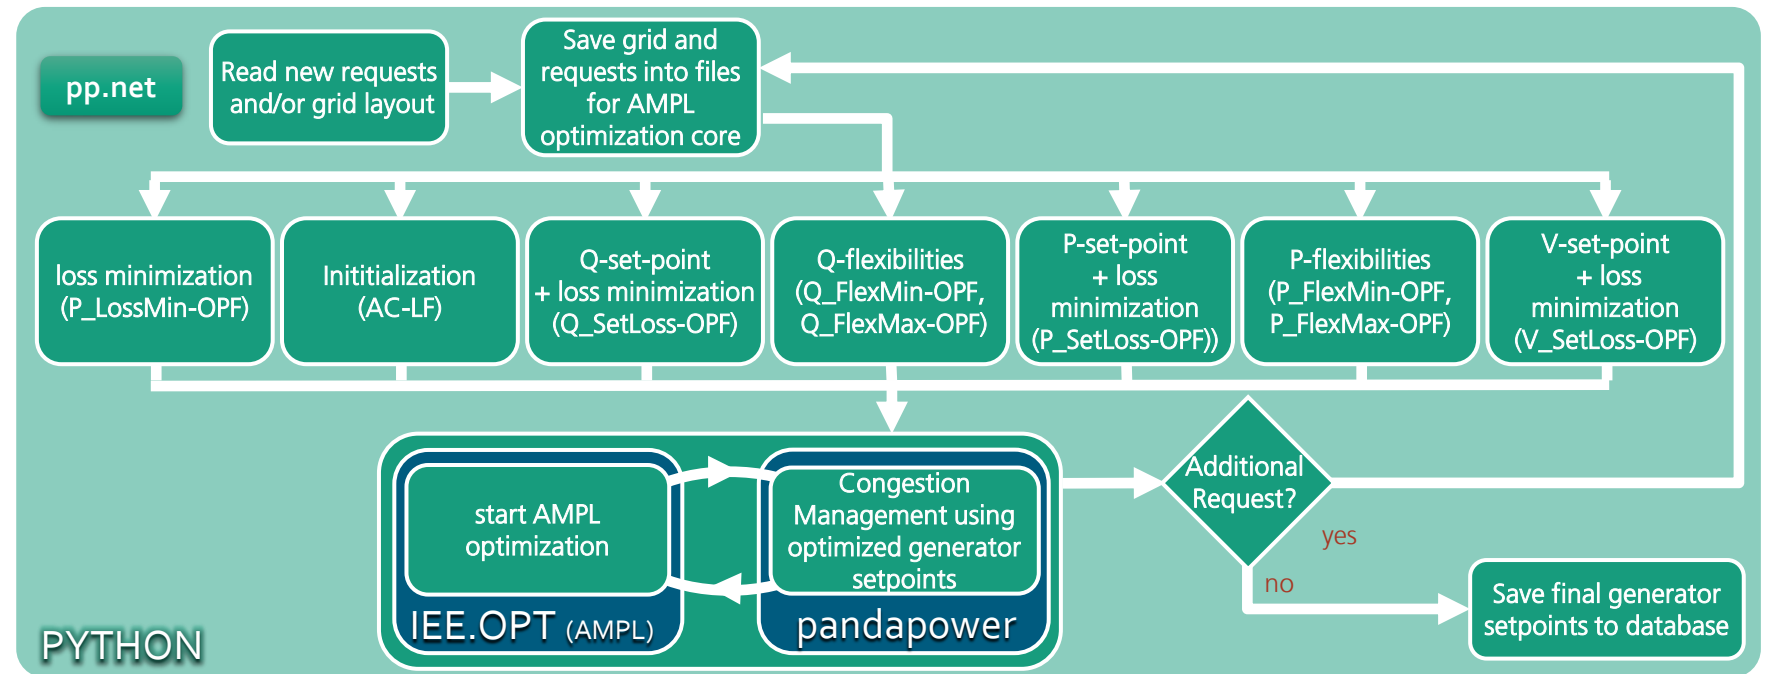 pp.net
Read new requests
and/or grid layout
Save grid and
requests into files
for AMPL
optimization core
loss minimization
(P_LossMin-OPF)
Inititialization
(AC-LF)
Q-set-point
+ loss minimization
(Q_SetLoss-OPF)
Q-flexibilities
(Q_FlexMin-OPF,
Q_FlexMax-OPF)
P-set-point
+ loss
minimization
(P_SetLoss-OPF))
P-flexibilities
(P_FlexMin-OPF,
P_FlexMax-OPF)
V-set-point
+ loss
minimization
(V_SetLoss-OPF)
start AMPL
optimization
IEE.OPT (AMPL)
Congestion
Management using
optimized generator
setpoints
pandapower
Additional
Request?
yes
no
Save final generator
setpoints to database
PYTHON